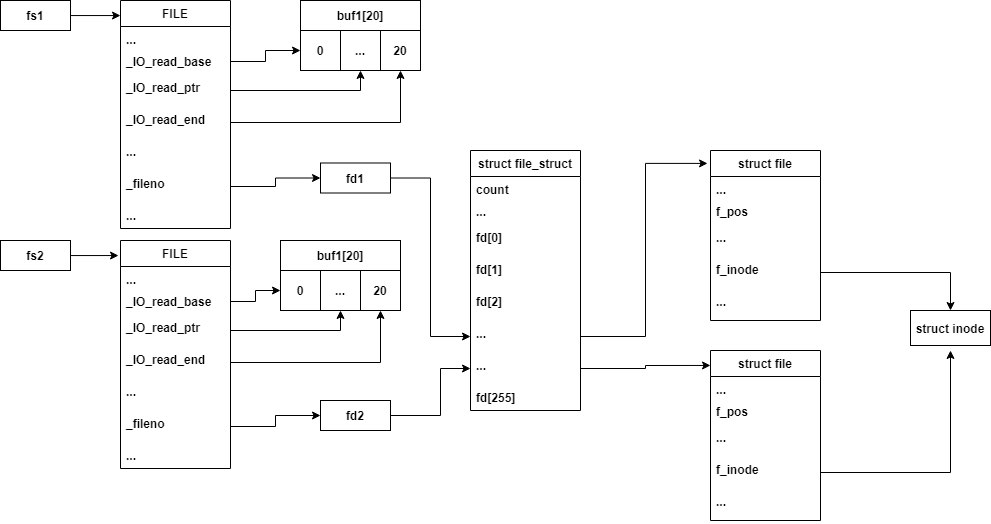 fs1
FILE
...
_IO_read_base
_IO_read_ptr
_IO_read_end
...
_fileno
...
buf1[20]
0 ... 20
fd1
fs2
FILE
...
_IO_read_base
_IO_read_ptr
_IO_read_end
...
_fileno
...
buf1[20]
0 ... 20
fd2
struct file_struct
count
...
fd[0]
fd[1]
fd[2]
...
...
fd[255]
struct file
...
f_pos
...
f_inode
...
struct file
...
f_pos
...
f_inode
...
struct inode